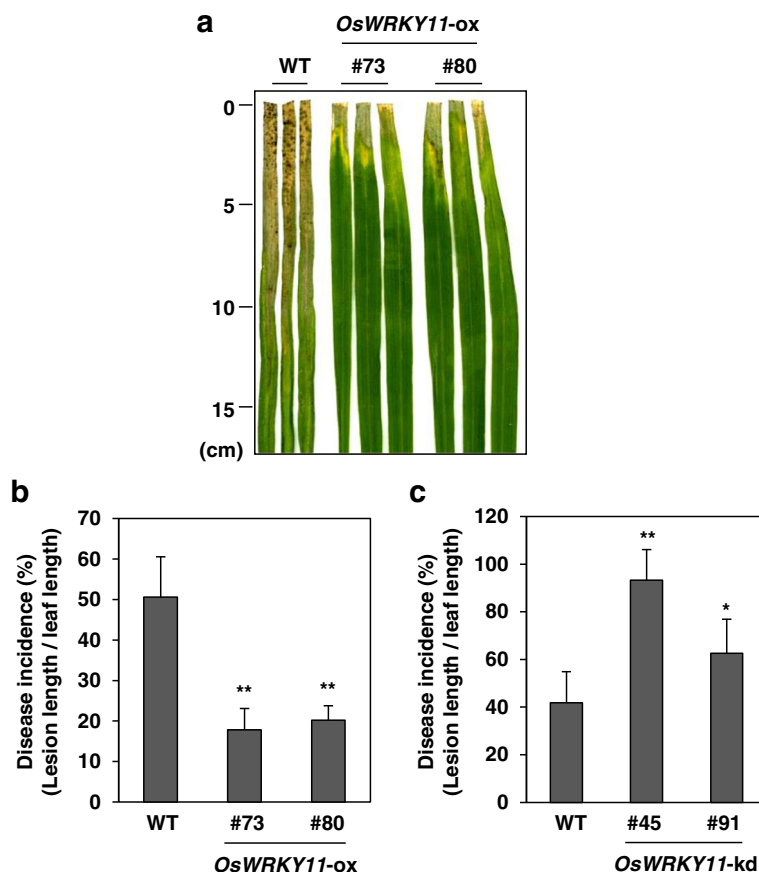 a
OsWRKY11-ox
WT #73 #80
0
5
10
15
(cm)
b
Disease incidence (%)
(Lesion length / leaf length)
70
60
50
40
30
20
10
0
**
**
WT #73 #80
OsWRKY11-ox
c
Disease incidence (%)
(Lesion length / leaf length)
120
100
80
60
40
20
0
**
*
WT #45 #91
OsWRKY11-kd